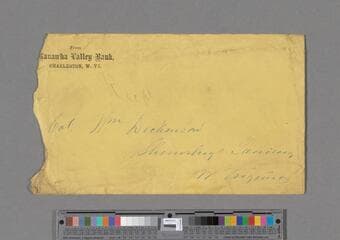 From
Kanawha Valley Bank,
CHARLESTON, W. VA.
Col Wm Dickinson
W Virginia